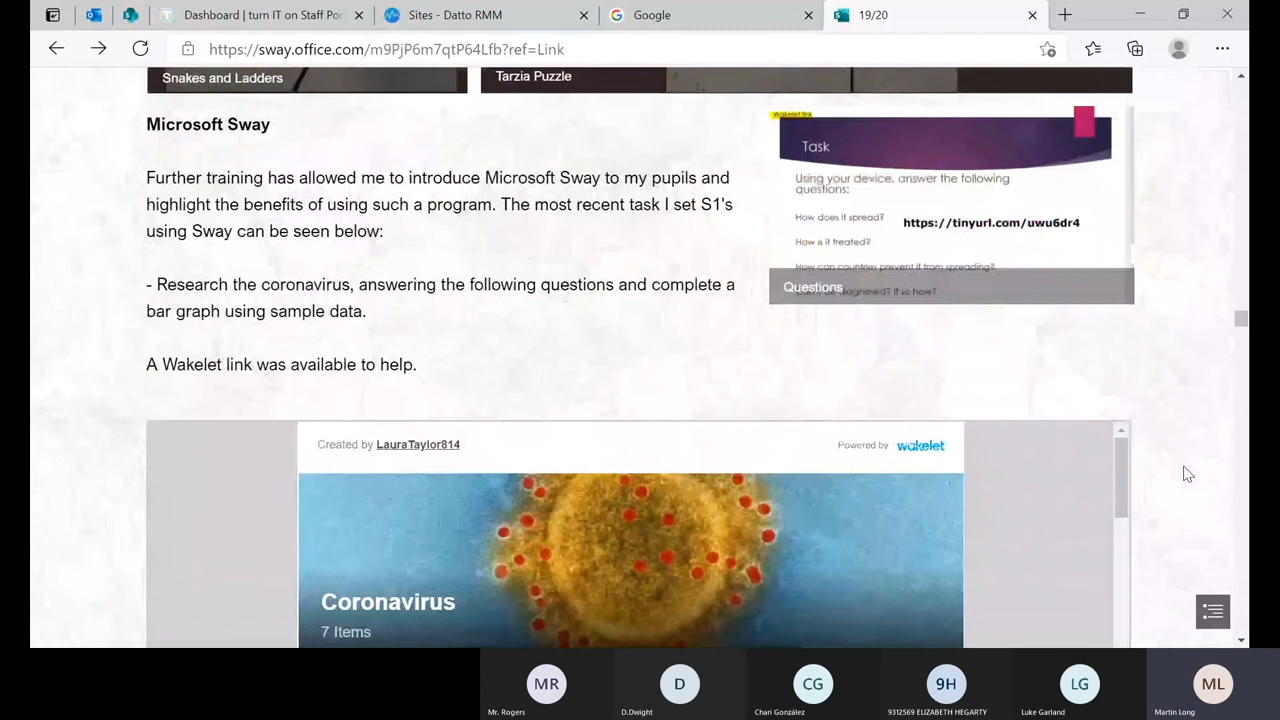 Dashboard | turn IT on Staff Por
Sites - Datto RMM
Google
19/20
https://sway.office.com/m9PjP6m7qtP64Lfb?ref=Link
Snakes and Ladders
Tarzia Puzzle
Microsoft Sway
Further training has allowed me to introduce Microsoft Sway to my pupils and
highlight the benefits of using such a program. The most recent task I set S1's
using Sway can be seen below:
- Research the coronavirus, answering the following questions and complete a
bar graph using sample data.
A Wakelet link was available to help.
Wakelet link
Task
Using your device, answer the following
questions:
How does it spread?
https://tinyurl.com/uwu6dr4
How is it treated?
How can countries prevent it from spreading?
Questions
Created by LauraTaylor814
Powered by wakelet
Coronavirus
7 Items
MR
D
CG
9H
LG
ML
Mr. Rogers
D.Dwight
Chari González
9312569 ELIZABETH HEGARTY
Luke Garland
Martin Long